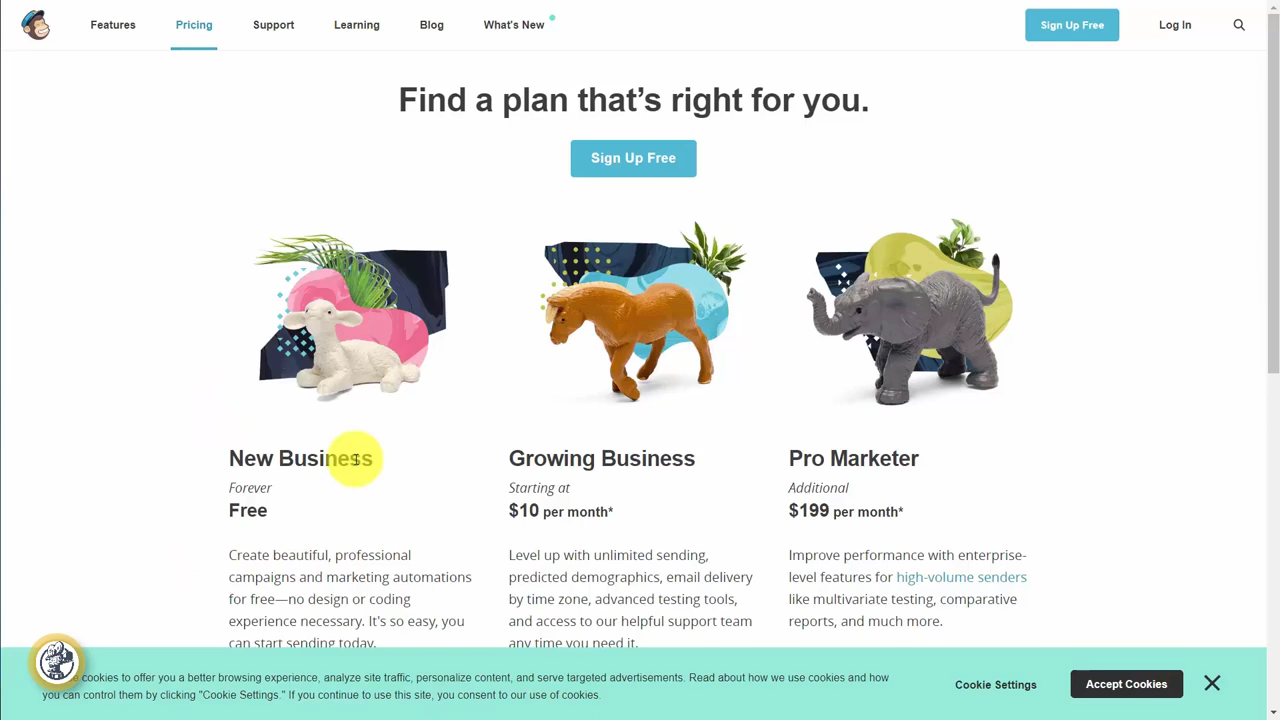 Features
Pricing
Support
Learning
Blog
What's New
Sign Up Free
Log In
Find a plan that’s right for you.
Sign Up Free
New Business
Forever
Free
Create beautiful, professional
campaigns and marketing automations
for free—no design or coding
experience necessary. It's so easy, you
can start sending today.
Growing Business
Starting at
$10 per month*
Level up with unlimited sending,
predicted demographics, email delivery
by time zone, advanced testing tools,
and access to our helpful support team
any time you need it.
Pro Marketer
Additional
$199 per month*
Improve performance with enterprise-
level features for high-volume senders
like multivariate testing, comparative
reports, and much more.
cookies to offer you a better browsing experience, analyze site traffic, personalize content, and serve targeted advertisements. Read about how we use cookies and how
you can control them by clicking "Cookie Settings." If you continue to use this site, you consent to our use of cookies.
Cookie Settings
Accept Cookies